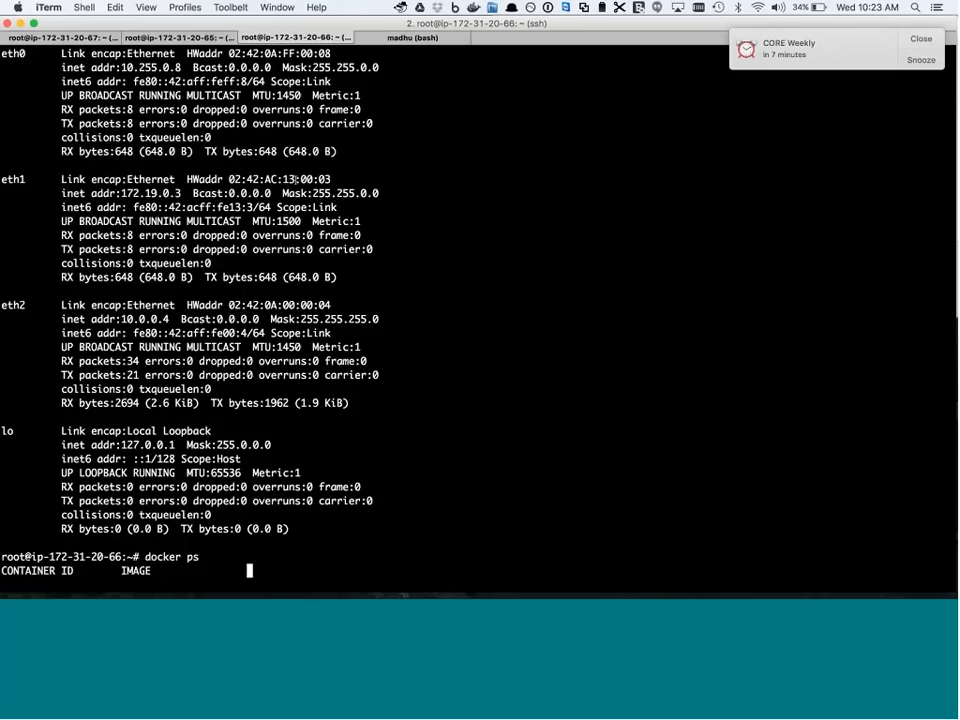 iTerm Shell Edit View Profiles Toolbelt Window Help 34% Wed 10:23 AM
2. root@ip-172-31-20-66: ~ (ssh)
root@ip-172-31-20-67: ~ (... root@ip-172-31-20-65: ~ (... root@ip-172-31-20-66: ~ (... madhu (bash)
CORE Weekly
in 7 minutes
Close
Snooze
eth0 Link encap:Ethernet HWaddr 02:42:0A:FF:00:08
inet addr:10.255.0.8 Bcast:0.0.0.0 Mask:255.255.0.0
inet6 addr: fe80::42:aff:feff:8/64 Scope:Link
UP BROADCAST RUNNING MULTICAST MTU:1450 Metric:1
RX packets:8 errors:0 dropped:0 overruns:0 frame:0
TX packets:8 errors:0 dropped:0 overruns:0 carrier:0
collisions:0 txqueuelen:0
RX bytes:648 (648.0 B) TX bytes:648 (648.0 B)
eth1 Link encap:Ethernet HWaddr 02:42:AC:13:00:03
inet addr:172.19.0.3 Bcast:0.0.0.0 Mask:255.255.0.0
inet6 addr: fe80::42:acff:fe13:3/64 Scope:Link
UP BROADCAST RUNNING MULTICAST MTU:1500 Metric:1
RX packets:8 errors:0 dropped:0 overruns:0 frame:0
TX packets:8 errors:0 dropped:0 overruns:0 carrier:0
collisions:0 txqueuelen:0
RX bytes:648 (648.0 B) TX bytes:648 (648.0 B)
eth2 Link encap:Ethernet HWaddr 02:42:0A:00:00:04
inet addr:10.0.0.4 Bcast:0.0.0.0 Mask:255.255.255.0
inet6 addr: fe80::42:aff:fe00:4/64 Scope:Link
UP BROADCAST RUNNING MULTICAST MTU:1450 Metric:1
RX packets:34 errors:0 dropped:0 overruns:0 frame:0
TX packets:21 errors:0 dropped:0 overruns:0 carrier:0
collisions:0 txqueuelen:0
RX bytes:2694 (2.6 KiB) TX bytes:1962 (1.9 KiB)
lo Link encap:Local Loopback
inet addr:127.0.0.1 Mask:255.0.0.0
inet6 addr: ::1/128 Scope:Host
UP LOOPBACK RUNNING MTU:65536 Metric:1
RX packets:0 errors:0 dropped:0 overruns:0 frame:0
TX packets:0 errors:0 dropped:0 overruns:0 carrier:0
collisions:0 txqueuelen:0
RX bytes:0 (0.0 B) TX bytes:0 (0.0 B)
root@ip-172-31-20-66:~# docker ps
CONTAINER ID IMAGE